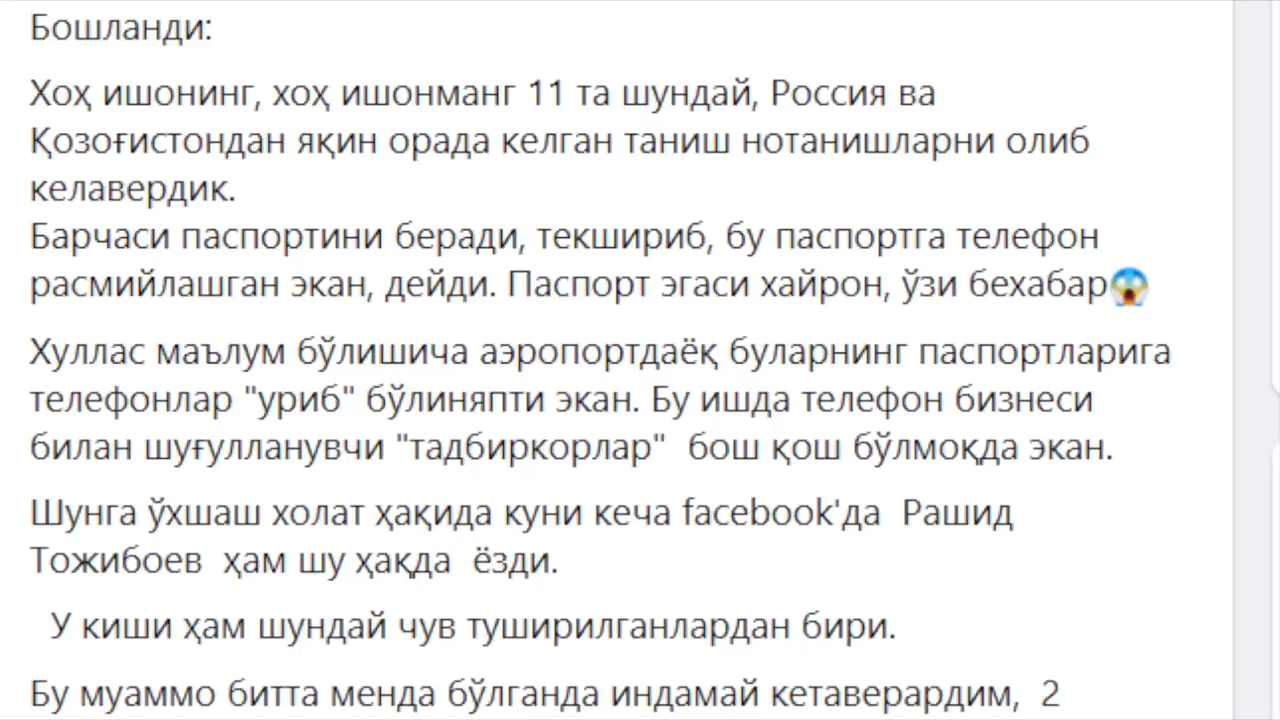 Бошланди:
Хоҳ ишонинг, хоҳ ишонманг 11 та шундай, Россия ва
Қозоғистондан яқин орада келган таниш нотанишларни олиб
келавердик.
Барчаси паспортини беради, текшириб, бу паспортга телефон
расмийлашган экан, дейди. Паспорт эгаси хайрон, ўзи бехабар😱
Хуллас маълум бўлишича аэропортдаёқ буларнинг паспортларига
телефонлар "уриб" бўлиняпти экан. Бу ишда телефон бизнеси
билан шуғулланувчи "тадбиркорлар"  бош қош бўлмоқда экан.
Шунга ўхшаш холат ҳақида куни кеча facebook'да  Рашид
Тожибоев  ҳам шу ҳақда  ёзди.
У киши ҳам шундай чув туширилганлардан бири.
Бу муаммо битта менда бўлганда индамай кетаверардим,  2